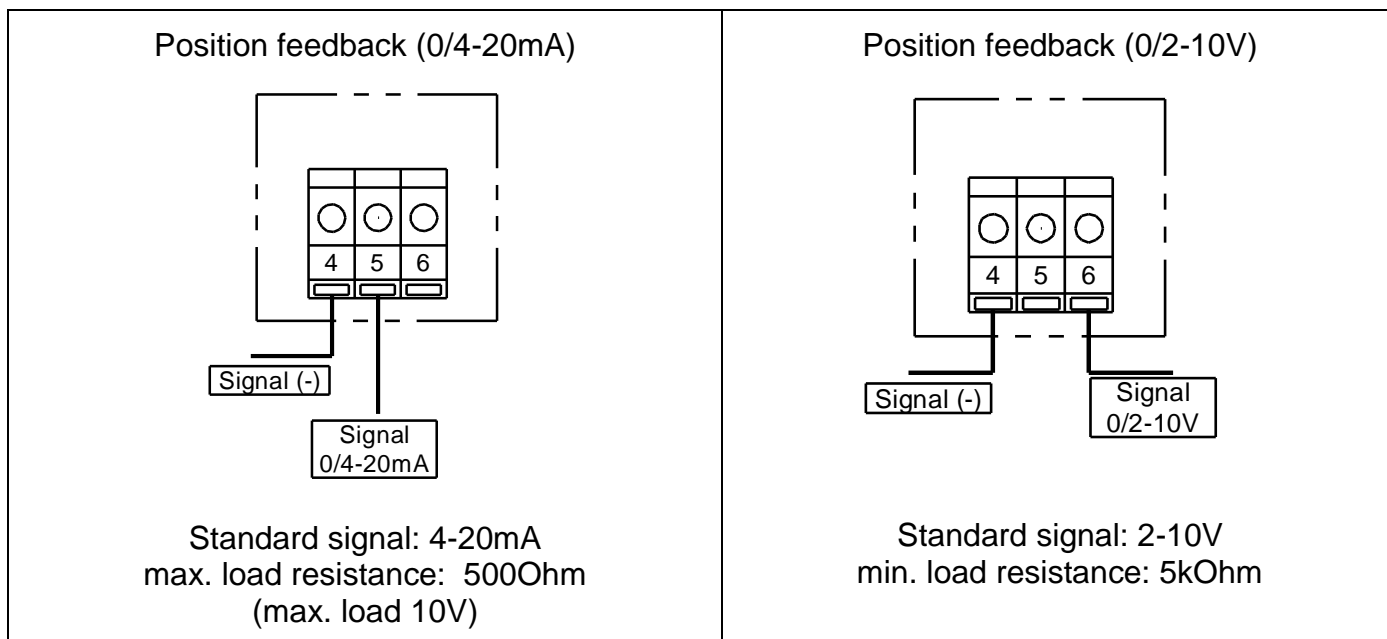 Position feedback (0/4-20mA)
4 5 6
Signal (-)
Signal
0/4-20mA
Standard signal: 4-20mA
max. load resistance:  500Ohm
(max. load 10V)
Position feedback (0/2-10V)
4 5 6
Signal (-)
Signal
0/2-10V
Standard signal: 2-10V
min. load resistance: 5kOhm